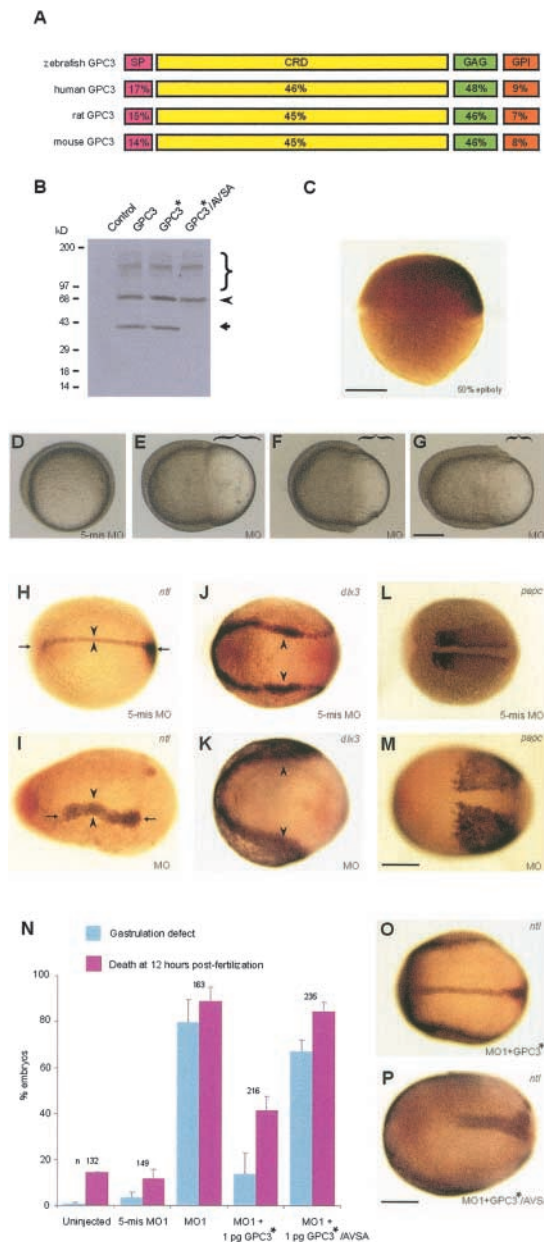 A
zebrafish GPC3 SP CRD GAG GPI
human GPC3 17% 46% 48% 9%
rat GPC3 15% 45% 46% 7%
mouse GPC3 14% 45% 46% 8%
B
Control
GPC3
GPC3*
GPC3*/AVSA
kD
200
97
66
43
29
18
14
C
50% epiboly
D
5-mis MO
E
MO
F
MO
G
MO
H
ntl
5-mis MO
J
dlx3
5-mis MO
L
papc
5-mis MO
I
ntl
MO
K
dlx3
MO
M
papc
MO
N
Gastrulation defect
Death at 12 hours post-fertilization
% embryos
100
80
60
40
20
0
n 132
149
163
216
235
Uninjected
5-mis MO1
MO1
MO1 +
1 pg GPC3*
MO1 +
1 pg GPC3*/AVSA
O
ntl
MO1+GPC3*
P
ntl
MO1+GPC3*/AVSA